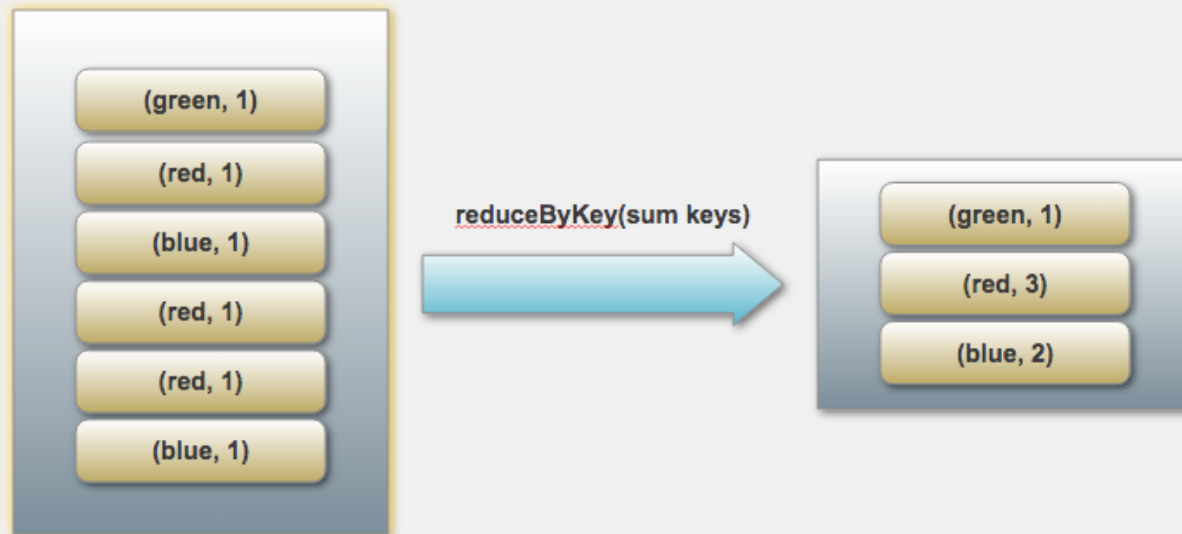 (green, 1)
(red, 1)
(blue, 1)
(red, 1)
(red, 1)
(blue, 1)
reduceByKey(sum keys)
(green, 1)
(red, 3)
(blue, 2)